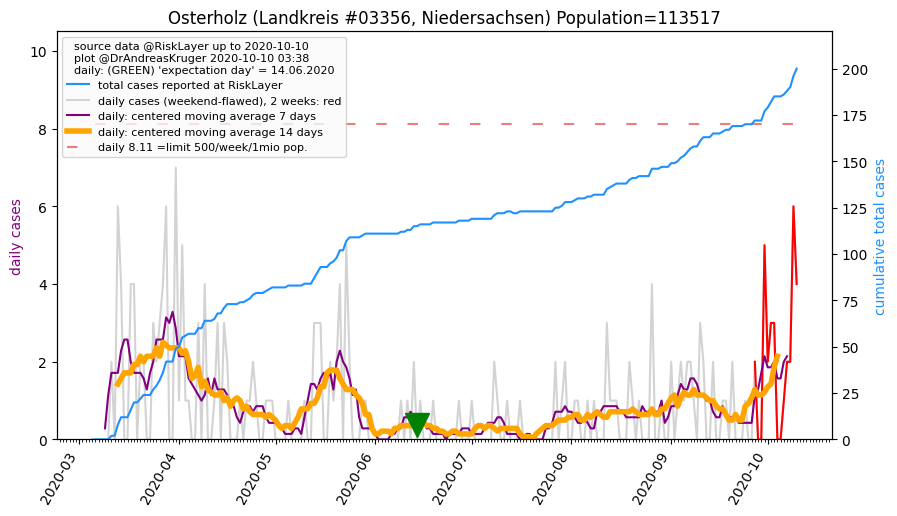 Osterholz (Landkreis #03356, Niedersachsen) Population=113517
source data @RiskLayer up to 2020-10-10
plot @DrAndreasKruger 2020-10-10 03:38
daily: (GREEN) 'expectation day' = 14.06.2020
total cases reported at RiskLayer
daily cases (weekend-flawed), 2 weeks: red
daily: centered moving average 7 days
daily: centered moving average 14 days
daily 8.11 =limit 500/week/1mio pop.
daily cases
10
8
6
4
2
0
cumulative total cases
200
175
150
125
100
75
50
25
0
2020-03
2020-04
2020-05
2020-06
2020-07
2020-08
2020-09
2020-10